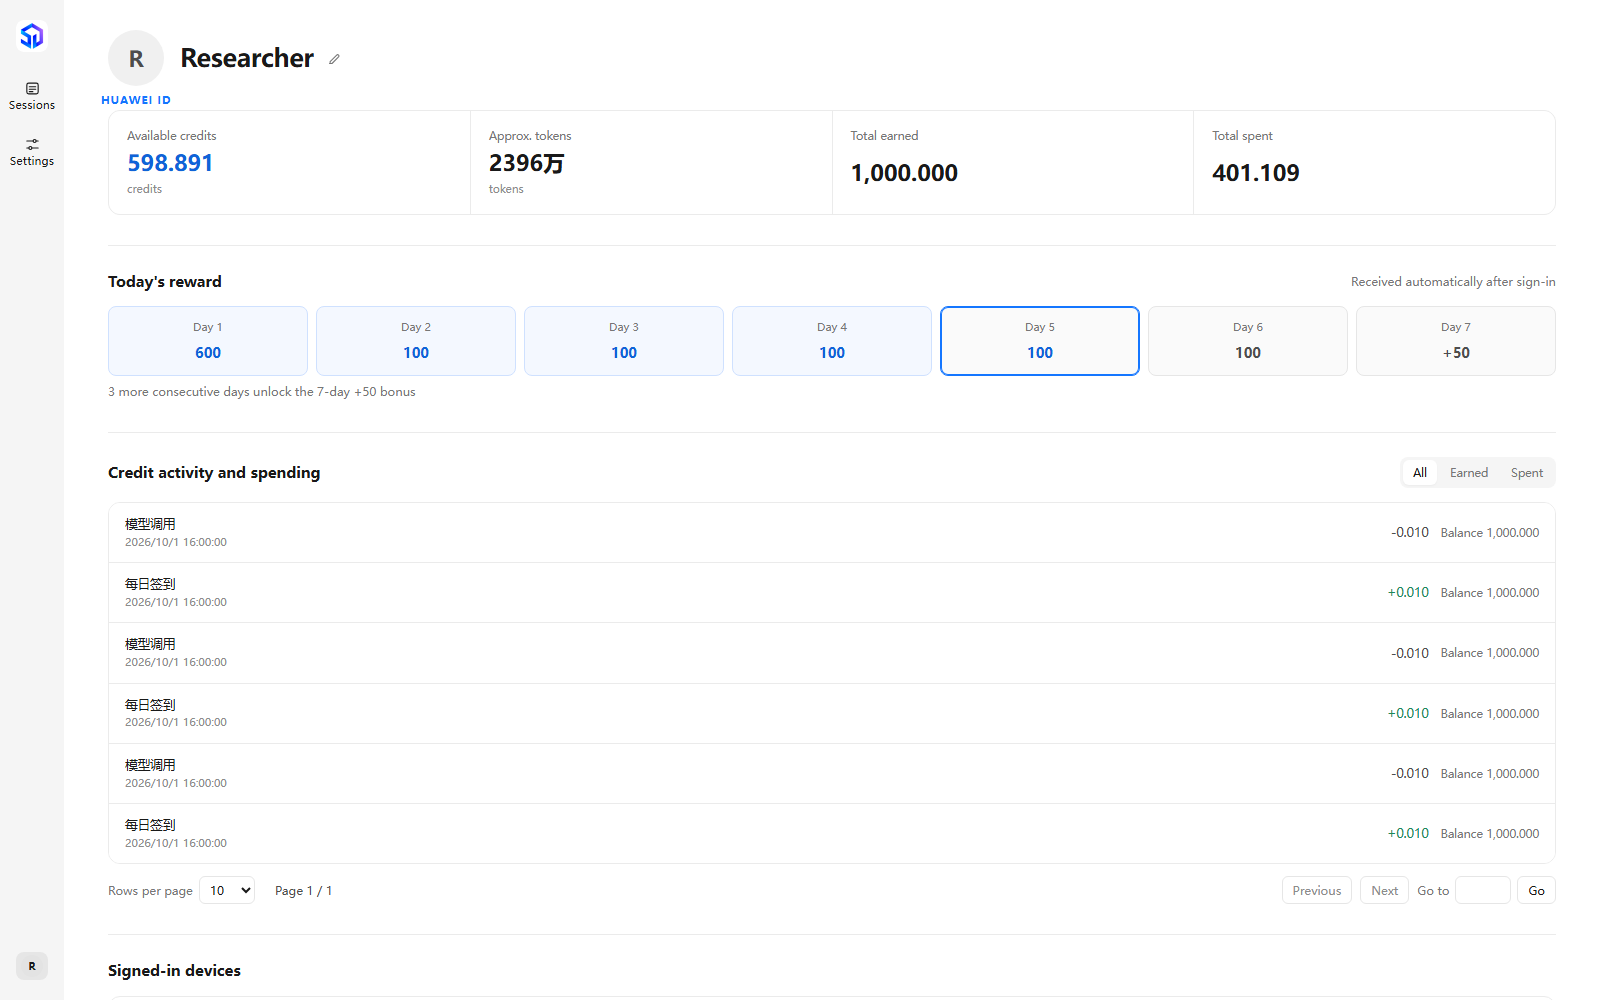 Sessions
Settings
R
R
Researcher
HUAWEI ID
Available credits
598.891
credits
Approx. tokens
2396万
tokens
Total earned
1,000.000
Total spent
401.109
Today's reward
Received automatically after sign-in
Day 1
600
Day 2
100
Day 3
100
Day 4
100
Day 5
100
Day 6
100
Day 7
+50
3 more consecutive days unlock the 7-day +50 bonus
Credit activity and spending
All Earned Spent
模型调用
2026/10/1 16:00:00
-0.010 Balance 1,000.000
每日签到
2026/10/1 16:00:00
+0.010 Balance 1,000.000
模型调用
2026/10/1 16:00:00
-0.010 Balance 1,000.000
每日签到
2026/10/1 16:00:00
+0.010 Balance 1,000.000
模型调用
2026/10/1 16:00:00
-0.010 Balance 1,000.000
每日签到
2026/10/1 16:00:00
+0.010 Balance 1,000.000
Rows per page 10 Page 1 / 1
Previous Next Go to Go
Signed-in devices